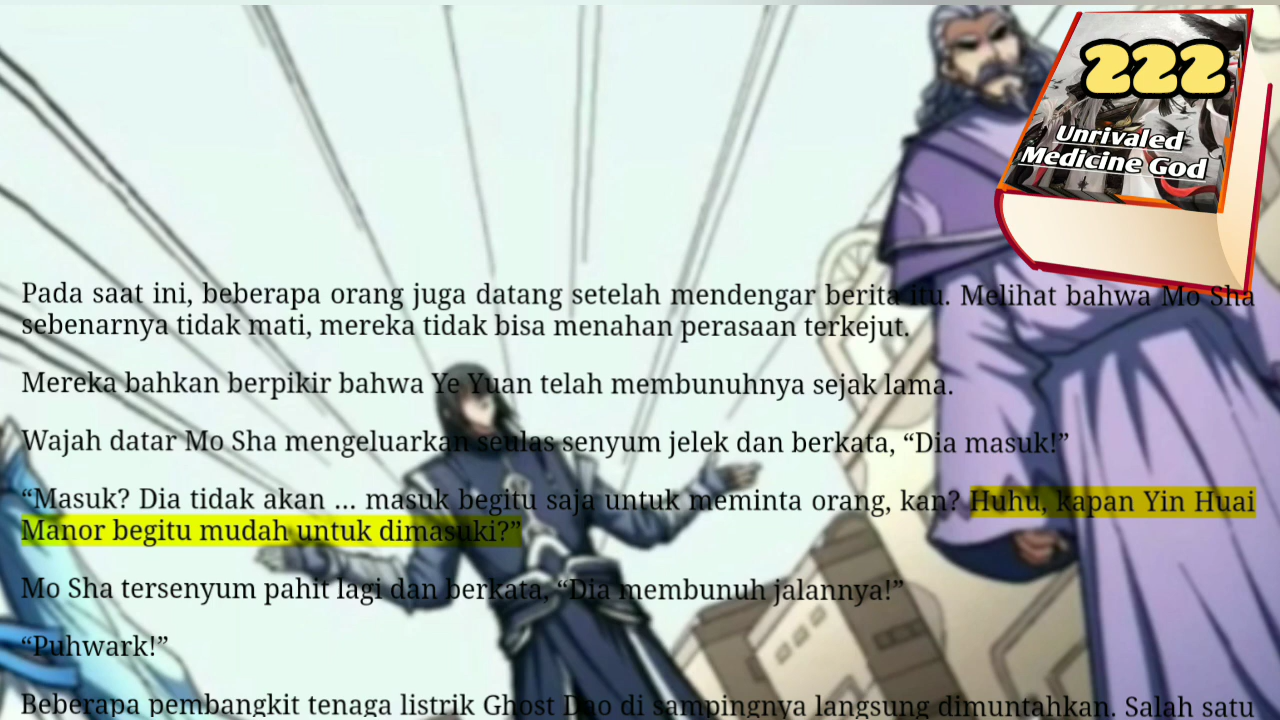 222
Unrivaled
Medicine God
Pada saat ini, beberapa orang juga datang setelah mendengar berita itu. Melihat bahwa Mo Sha
sebenarnya tidak mati, mereka tidak bisa menahan perasaan terkejut.
Mereka bahkan berpikir bahwa Ye Yuan telah membunuhnya sejak lama.
Wajah datar Mo Sha mengeluarkan seulas senyum jelek dan berkata, “Dia masuk!”
“Masuk? Dia tidak akan ... masuk begitu saja untuk meminta orang, kan? Huhu, kapan Yin Huai
Manor begitu mudah untuk dimasuki?”
Mo Sha tersenyum pahit lagi dan berkata, “Dia membunuh jalannya!”
“Puhwark!”
Beberapa pembangkit tenaga listrik Ghost Dao di sampingnya langsung dimuntahkan. Salah satu